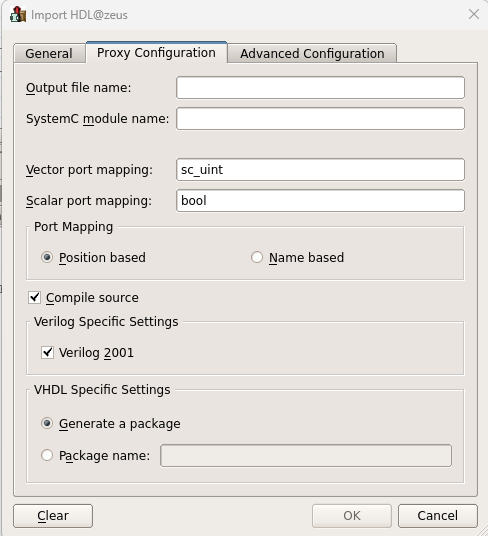 Import HDL@zeus
General Proxy Configuration Advanced Configuration
Output file name:
SystemC module name:
Vector port mapping: sc_uint
Scalar port mapping: bool
Port Mapping
Position based Name based
Compile source
Verilog Specific Settings
Verilog 2001
VHDL Specific Settings
Generate a package
Package name:
Clear OK Cancel